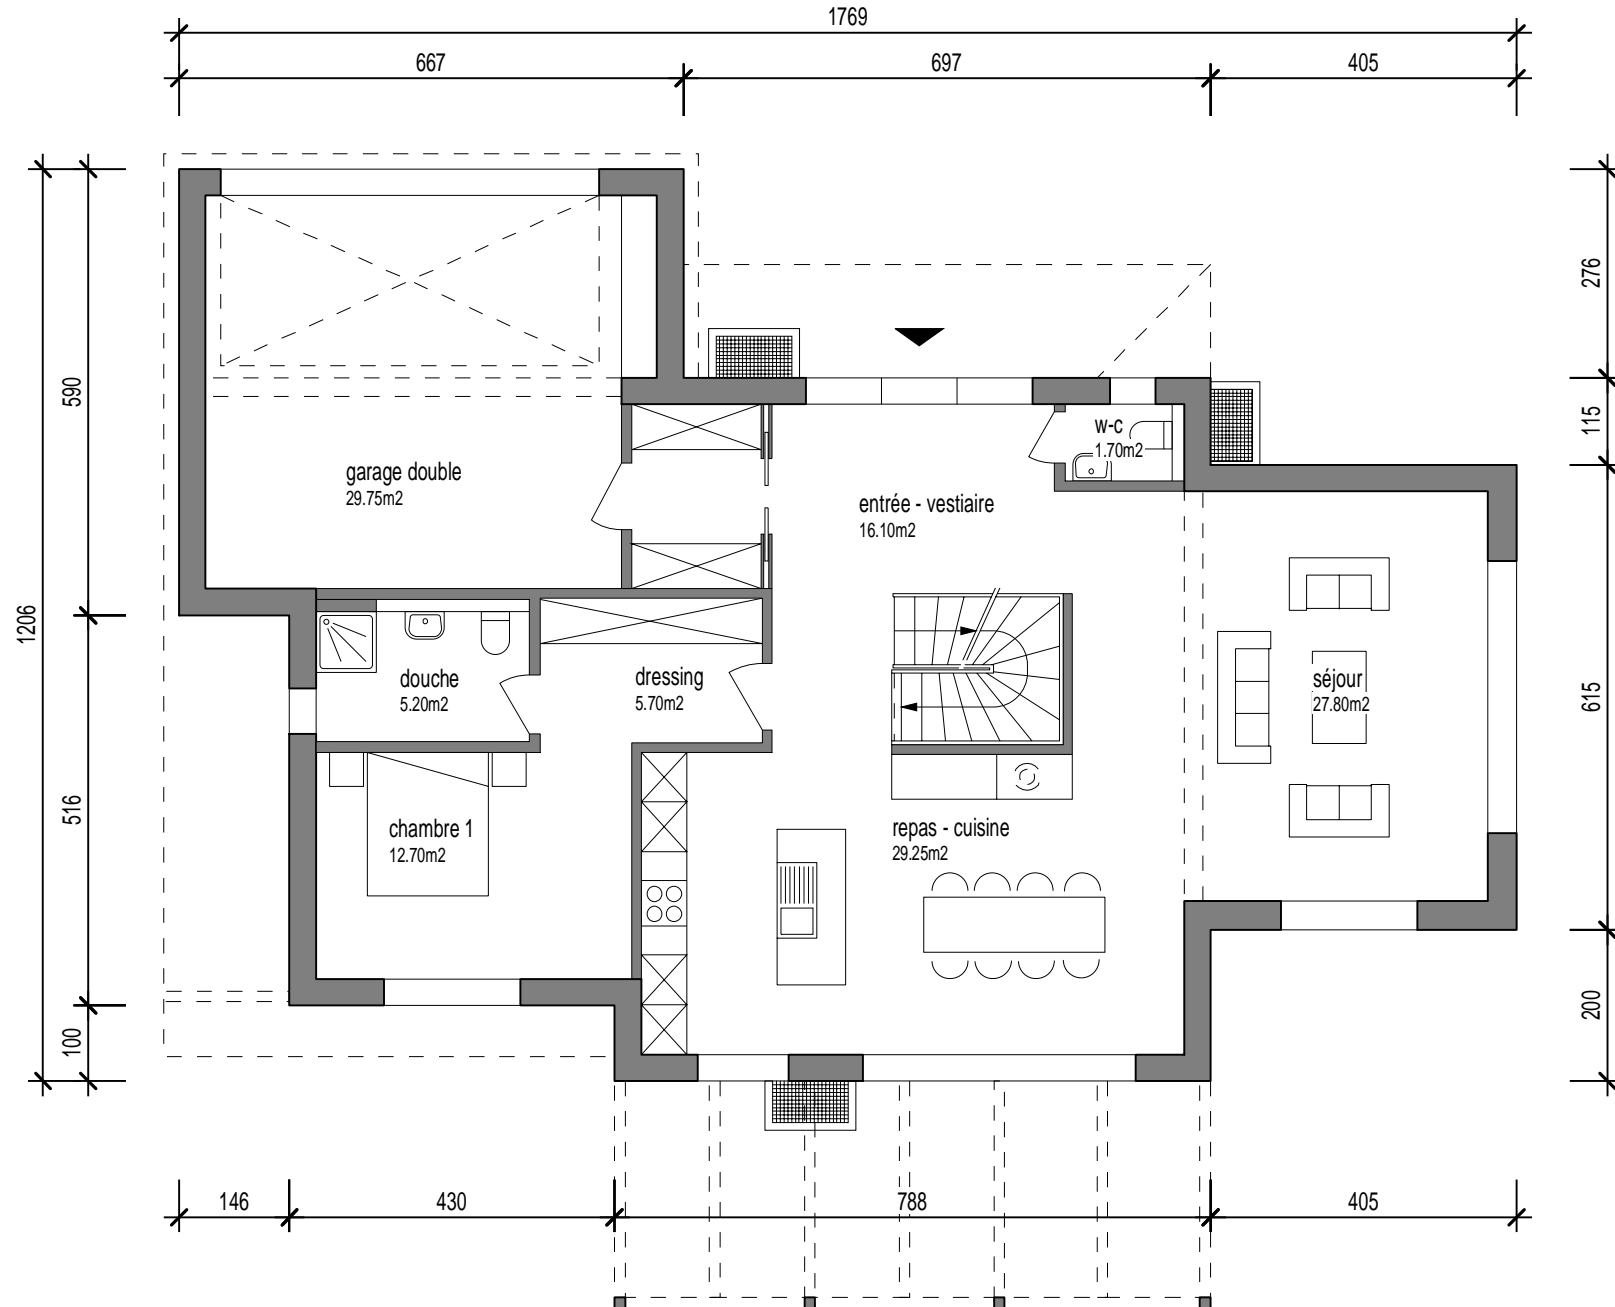 1769
667
697
405
276
590
115
garage double
29.75m2
w-c
1.70m2
entrée - vestiaire
16.10m2
1206
douche
5.20m2
dressing
5.70m2
séjour
27.80m2
615
516
chambre 1
12.70m2
repas - cuisine
29.25m2
200
100
146
430
788
405